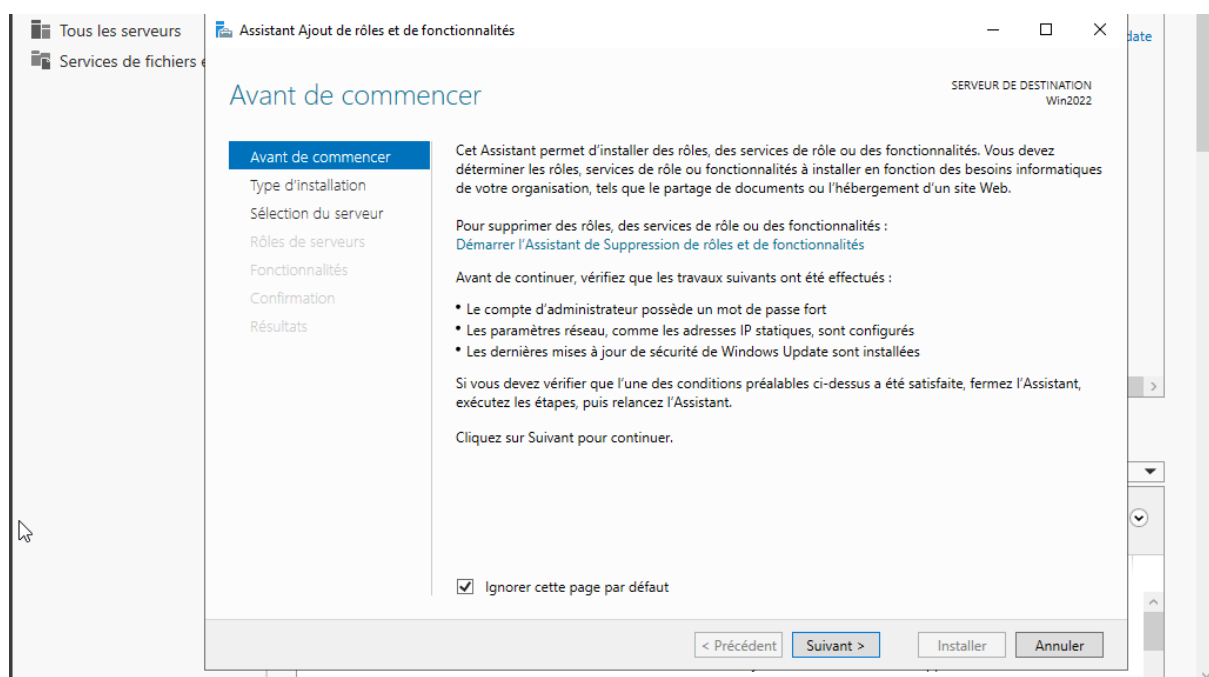 Tous les serveurs
Services de fichiers e
Assistant Ajout de rôles et de fonctionnalités
date
Avant de commencer
SERVEUR DE DESTINATION
Win2022
Avant de commencer
Type d'installation
Sélection du serveur
Rôles de serveurs
Fonctionnalités
Confirmation
Résultats
Cet Assistant permet d'installer des rôles, des services de rôle ou des fonctionnalités. Vous devez
déterminer les rôles, services de rôle ou fonctionnalités à installer en fonction des besoins informatiques
de votre organisation, tels que le partage de documents ou l'hébergement d'un site Web.
Pour supprimer des rôles, des services de rôle ou des fonctionnalités :
Démarrer l'Assistant de Suppression de rôles et de fonctionnalités
Avant de continuer, vérifiez que les travaux suivants ont été effectués :
• Le compte d'administrateur possède un mot de passe fort
• Les paramètres réseau, comme les adresses IP statiques, sont configurés
• Les dernières mises à jour de sécurité de Windows Update sont installées
Si vous devez vérifier que l'une des conditions préalables ci-dessus a été satisfaite, fermez l'Assistant,
exécutez les étapes, puis relancez l'Assistant.
Cliquez sur Suivant pour continuer.
Ignorer cette page par défaut
< Précédent
Suivant >
Installer
Annuler